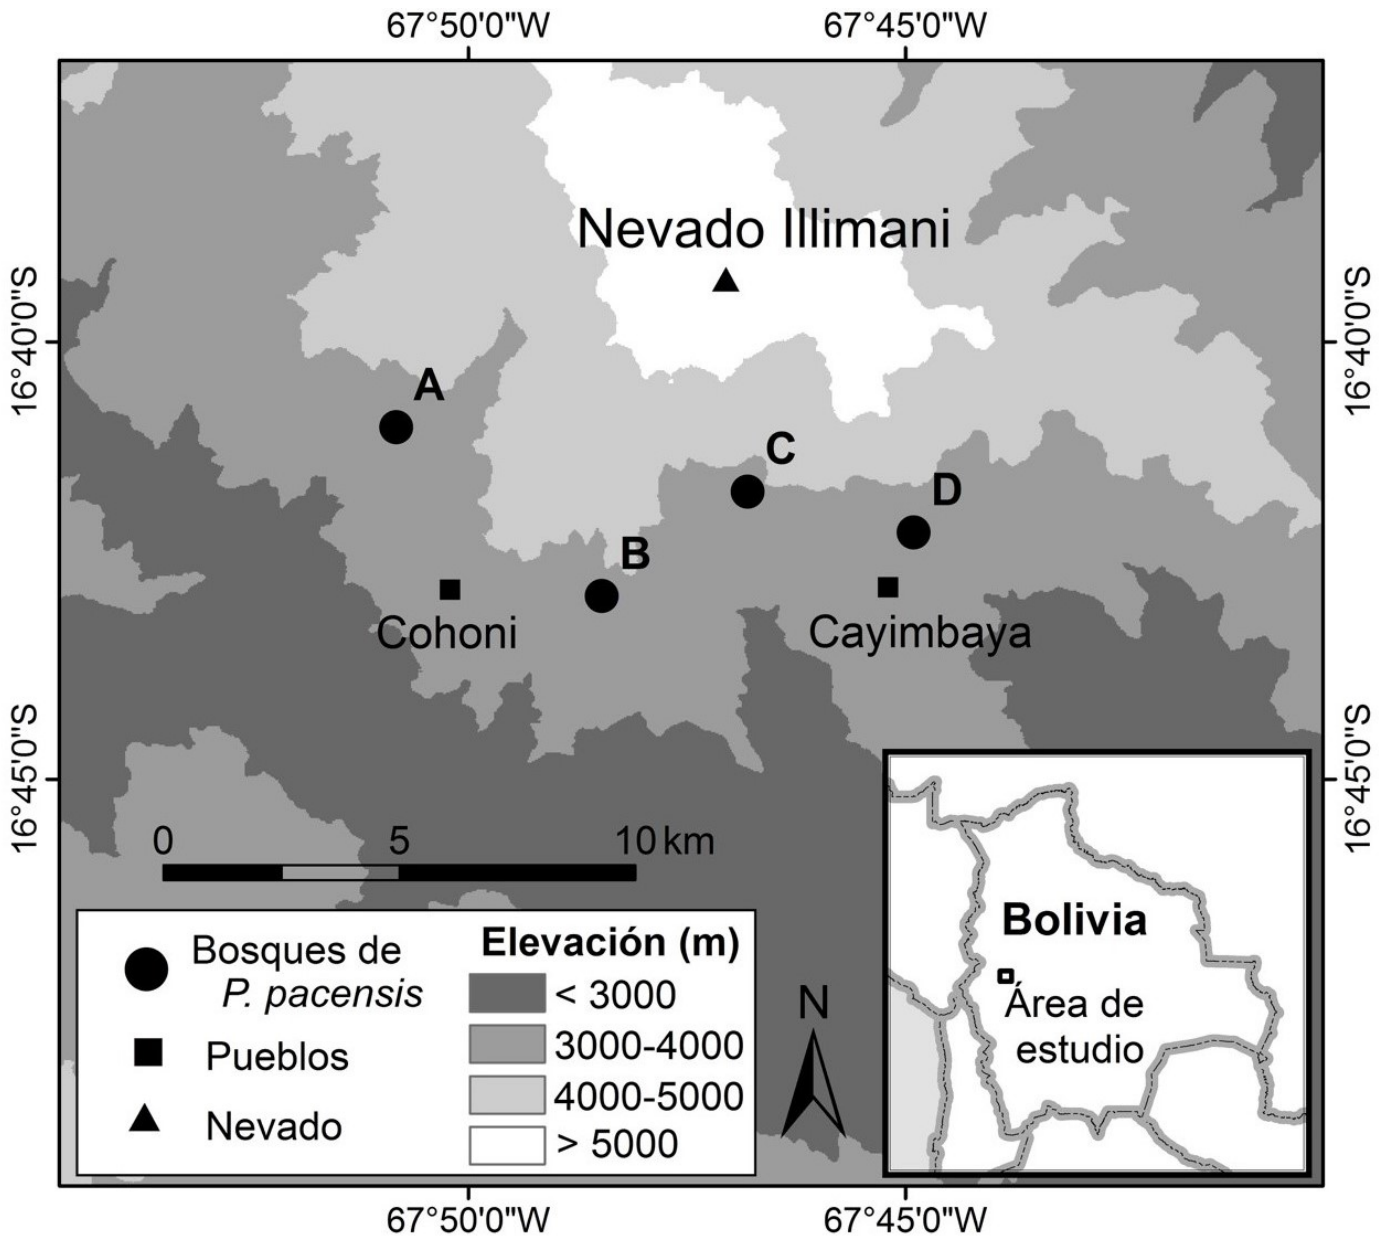 67°50'0"W
67°45'0"W
Nevado Illimani
16°40'0"S
16°40'0"S
A
C
D
B
Cohoni
Cayimbaya
16°45'0"S
16°45'0"S
0 5 10 km
Bosques de
P. pacensis
Pueblos
Nevado
Elevación (m)
< 3000
3000-4000
4000-5000
> 5000
N
Bolivia
Área de
estudio
67°50'0"W
67°45'0"W